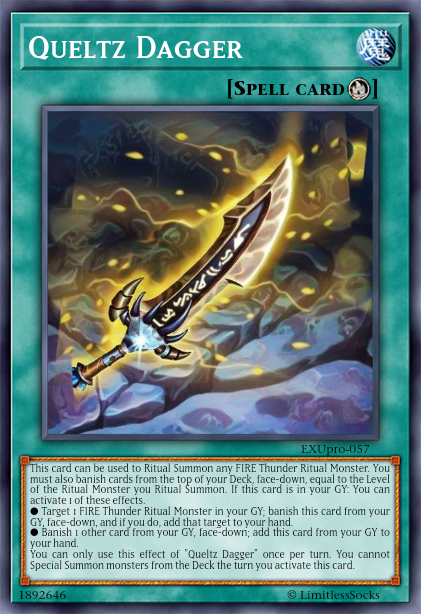 Queltz Dagger
[Spell card]
EXUpro-057
This card can be used to Ritual Summon any FIRE Thunder Ritual Monster. You
must also banish cards from the top of your Deck, face-down, equal to the Level
of the Ritual Monster you Ritual Summon. If this card is in your GY: You can
activate 1 of these effects.
● Target 1 FIRE Thunder Ritual Monster in your GY; banish this card from your
GY, face-down, and if you do, add that target to your hand.
● Banish 1 other card from your GY, face-down; add this card from your GY to
your hand.
You can only use this effect of "Queltz Dagger" once per turn. You cannot
Special Summon monsters from the Deck the turn you activate this card.
1892646
© LimitlessSocks